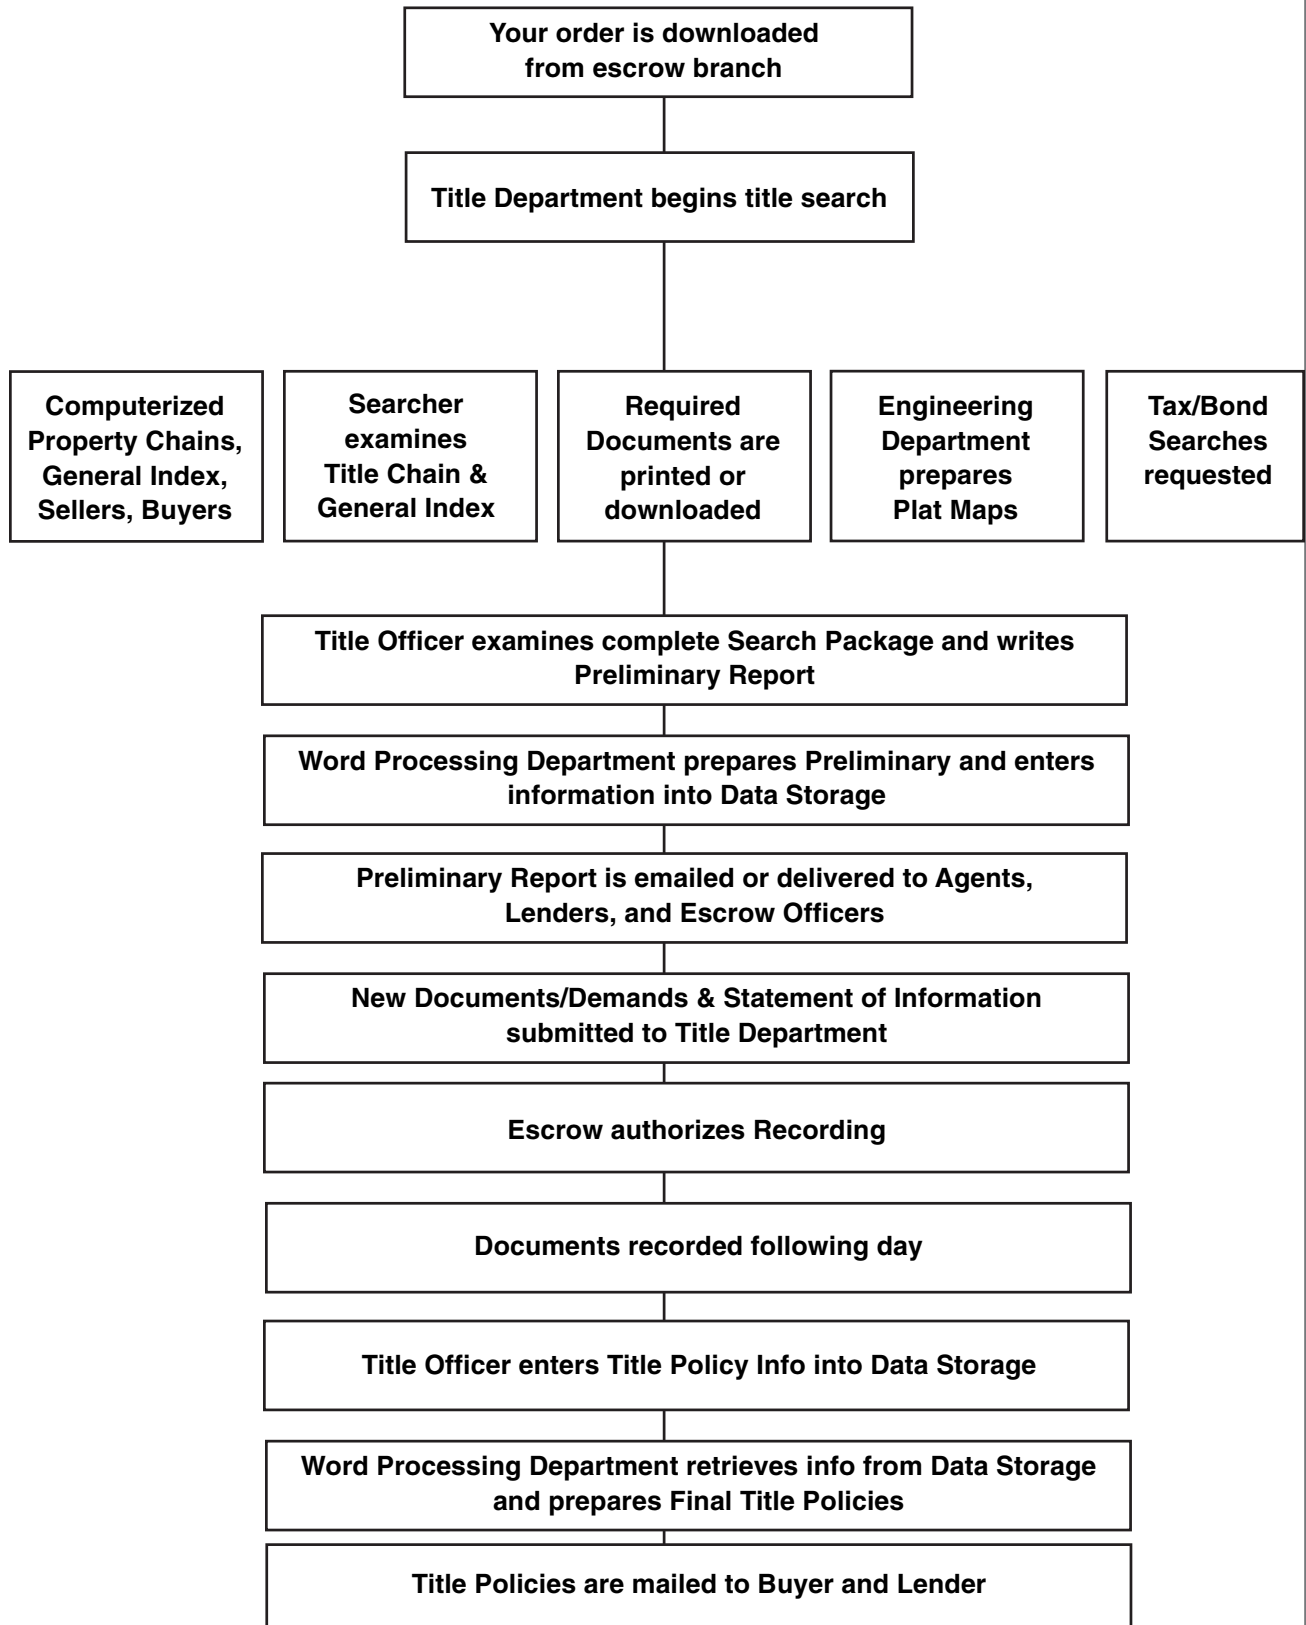 Your order is downloaded
from escrow branch
Title Department begins title search
Computerized
Property Chains,
General Index,
Sellers, Buyers
Searcher
examines
Title Chain &
General Index
Required
Documents are
printed or
downloaded
Engineering
Department
prepares
Plat Maps
Tax/Bond
Searches
requested
Title Officer examines complete Search Package and writes
Preliminary Report
Word Processing Department prepares Preliminary and enters
information into Data Storage
Preliminary Report is emailed or delivered to Agents,
Lenders, and Escrow Officers
New Documents/Demands & Statement of Information
submitted to Title Department
Escrow authorizes Recording
Documents recorded following day
Title Officer enters Title Policy Info into Data Storage
Word Processing Department retrieves info from Data Storage
and prepares Final Title Policies
Title Policies are mailed to Buyer and Lender